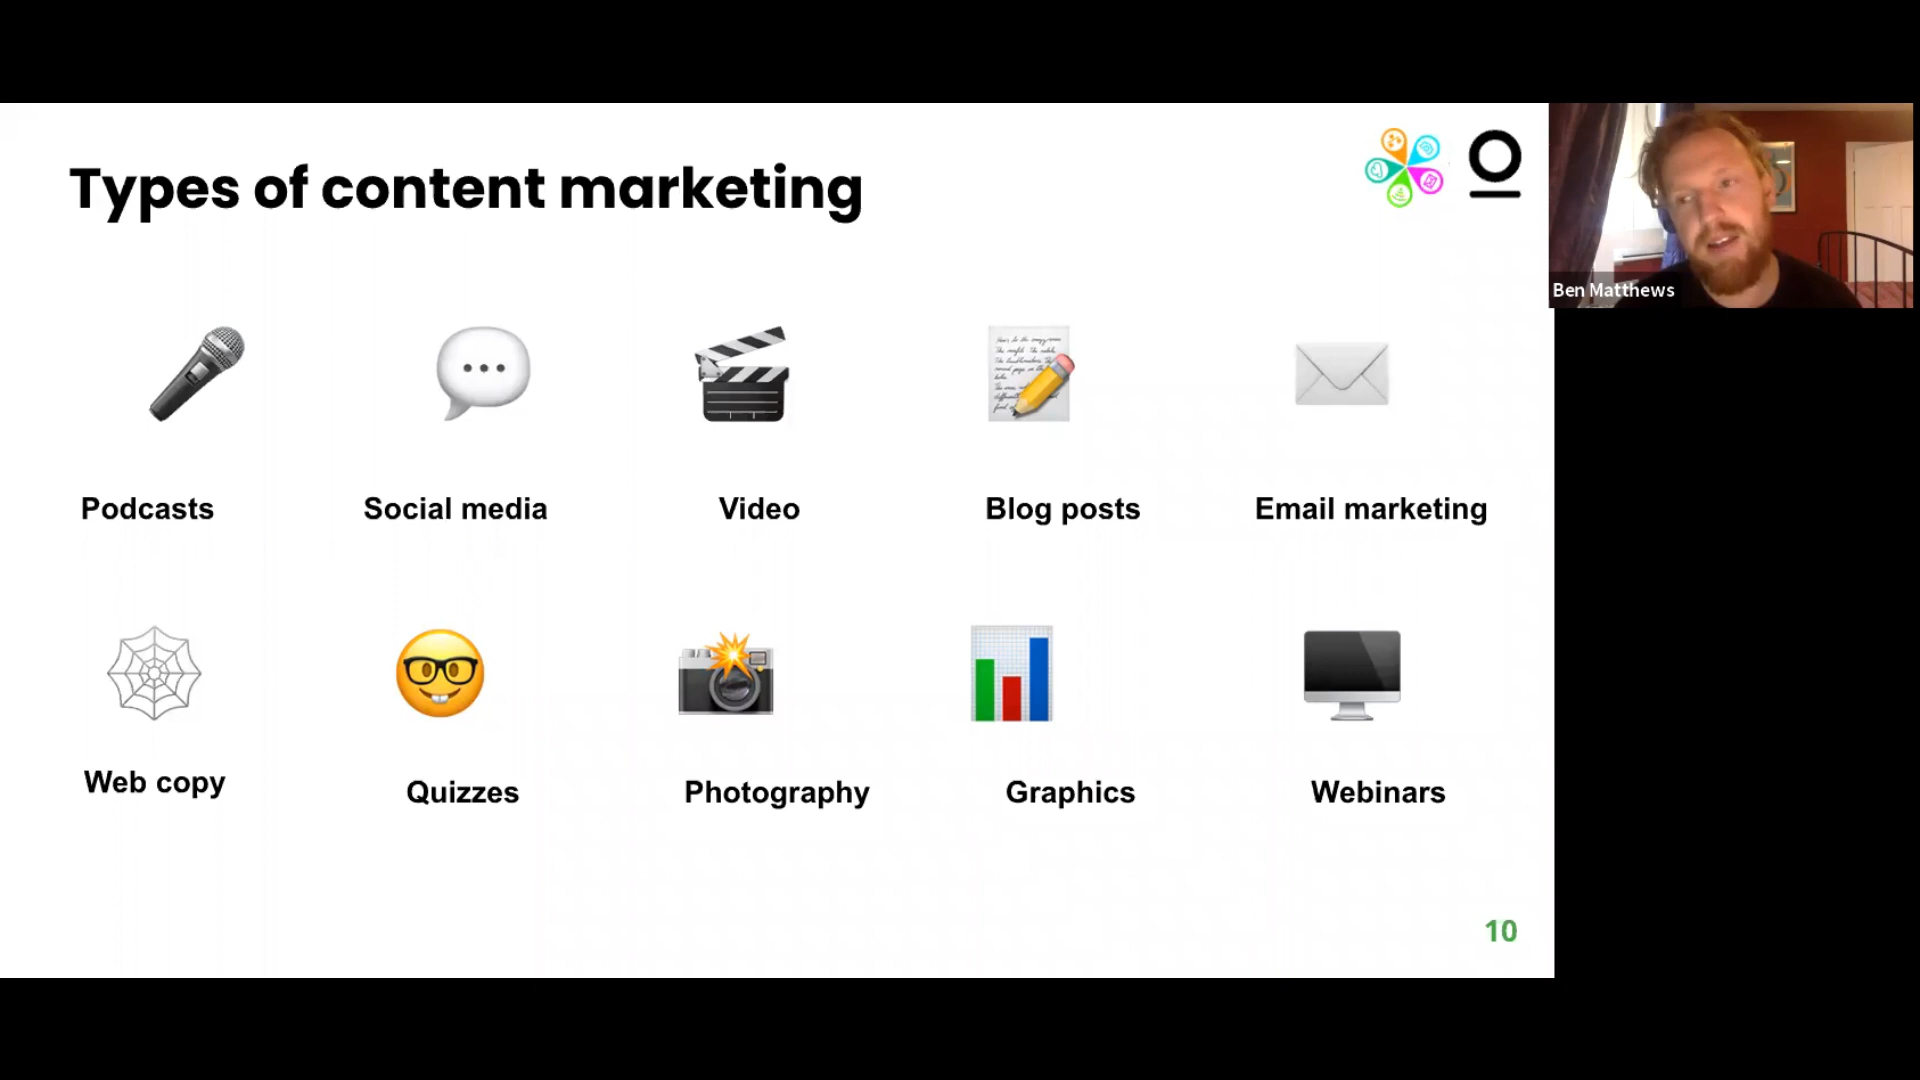 Types of content marketing
Ben Matthews
Podcasts
Social media
Video
Blog posts
Email marketing
Web copy
Quizzes
Photography
Graphics
Webinars
10